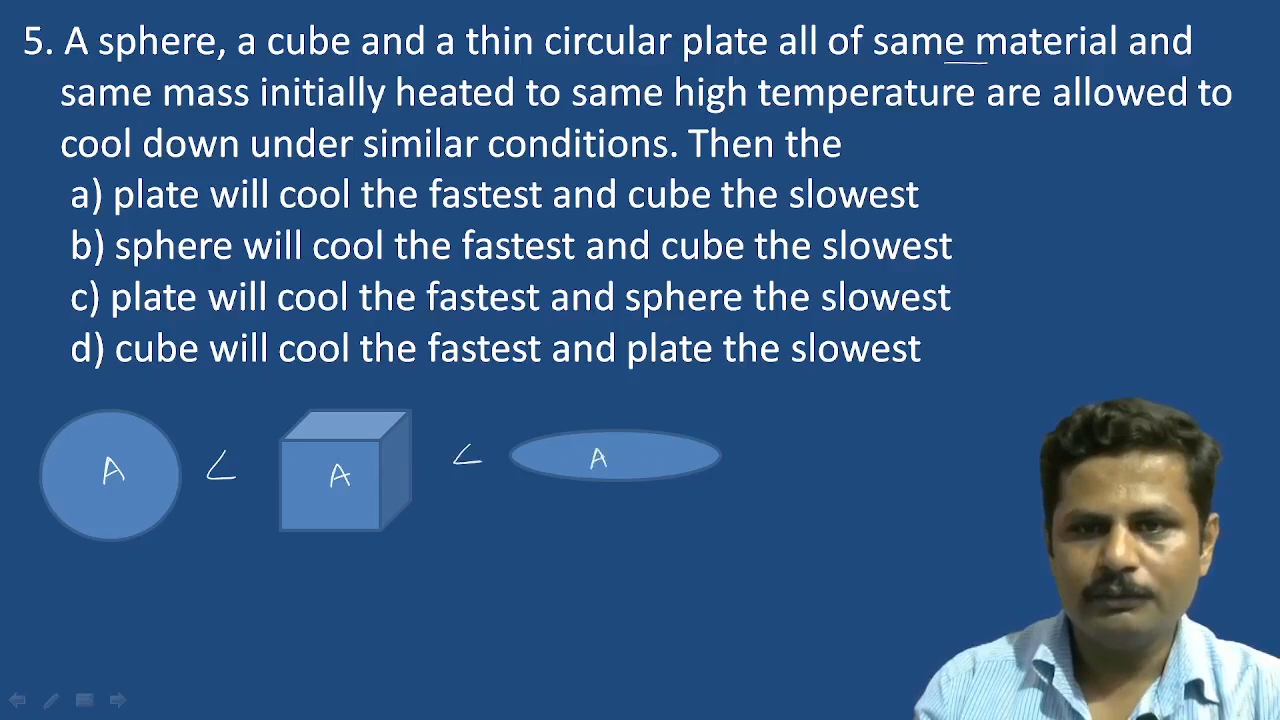 5. A sphere, a cube and a thin circular plate all of same material and
same mass initially heated to same high temperature are allowed to
cool down under similar conditions. Then the
a) plate will cool the fastest and cube the slowest
b) sphere will cool the fastest and cube the slowest
c) plate will cool the fastest and sphere the slowest
d) cube will cool the fastest and plate the slowest
A < A < A